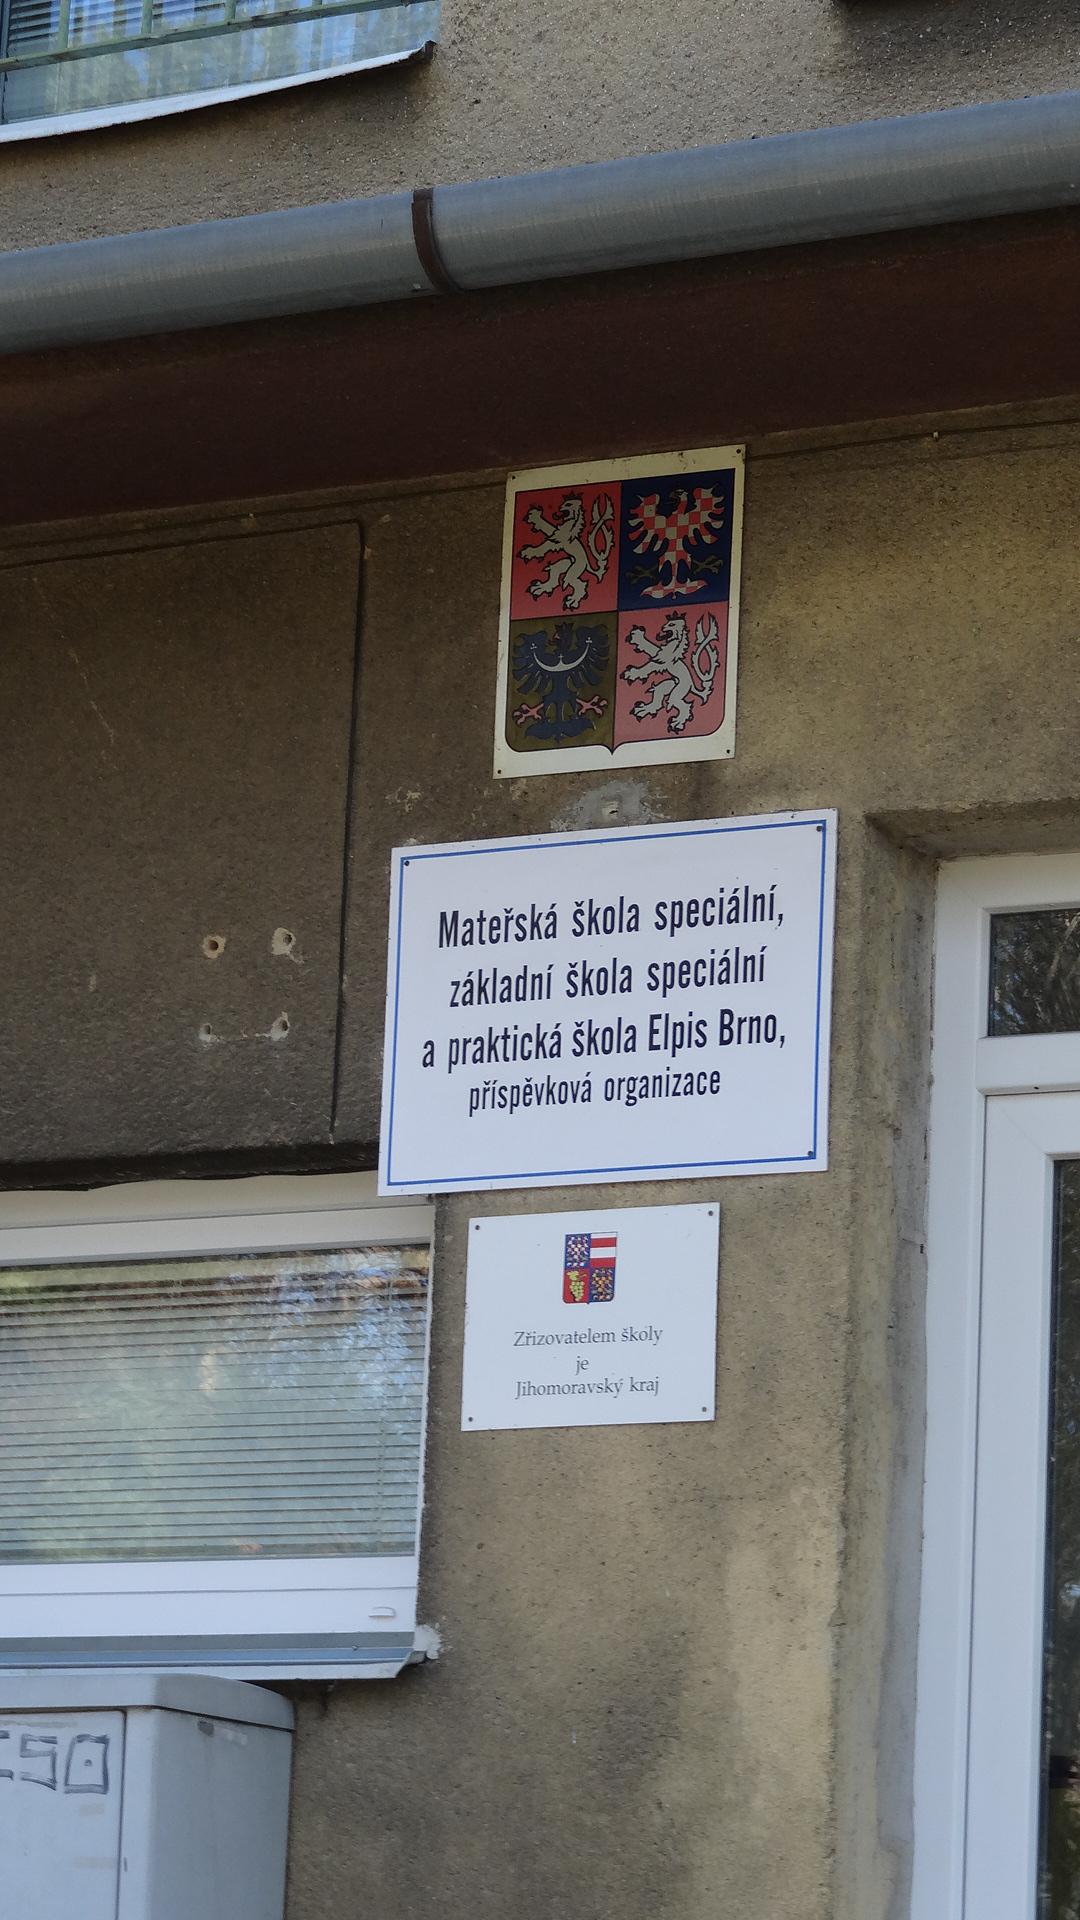 Mateřská škola speciální,
základní škola speciální
a praktická škola Elpis Brno,
příspěvková organizace
Zřizovatelem školy
je
Jihomoravský kraj